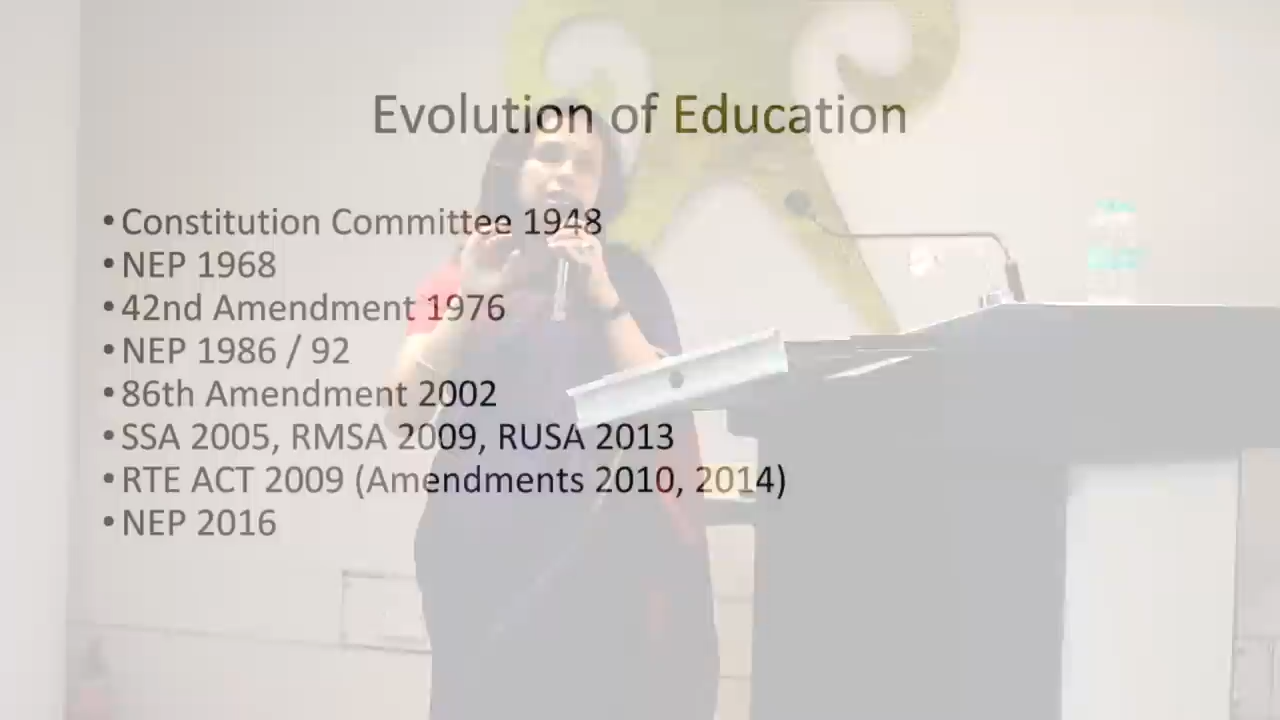 Evolution of Education
• Constitution Committee 1948
• NEP 1968
• 42nd Amendment 1976
• NEP 1986 / 92
• 86th Amendment 2002
• SSA 2005, RMSA 2009, RUSA 2013
• RTE ACT 2009 (Amendments 2010, 2014)
• NEP 2016